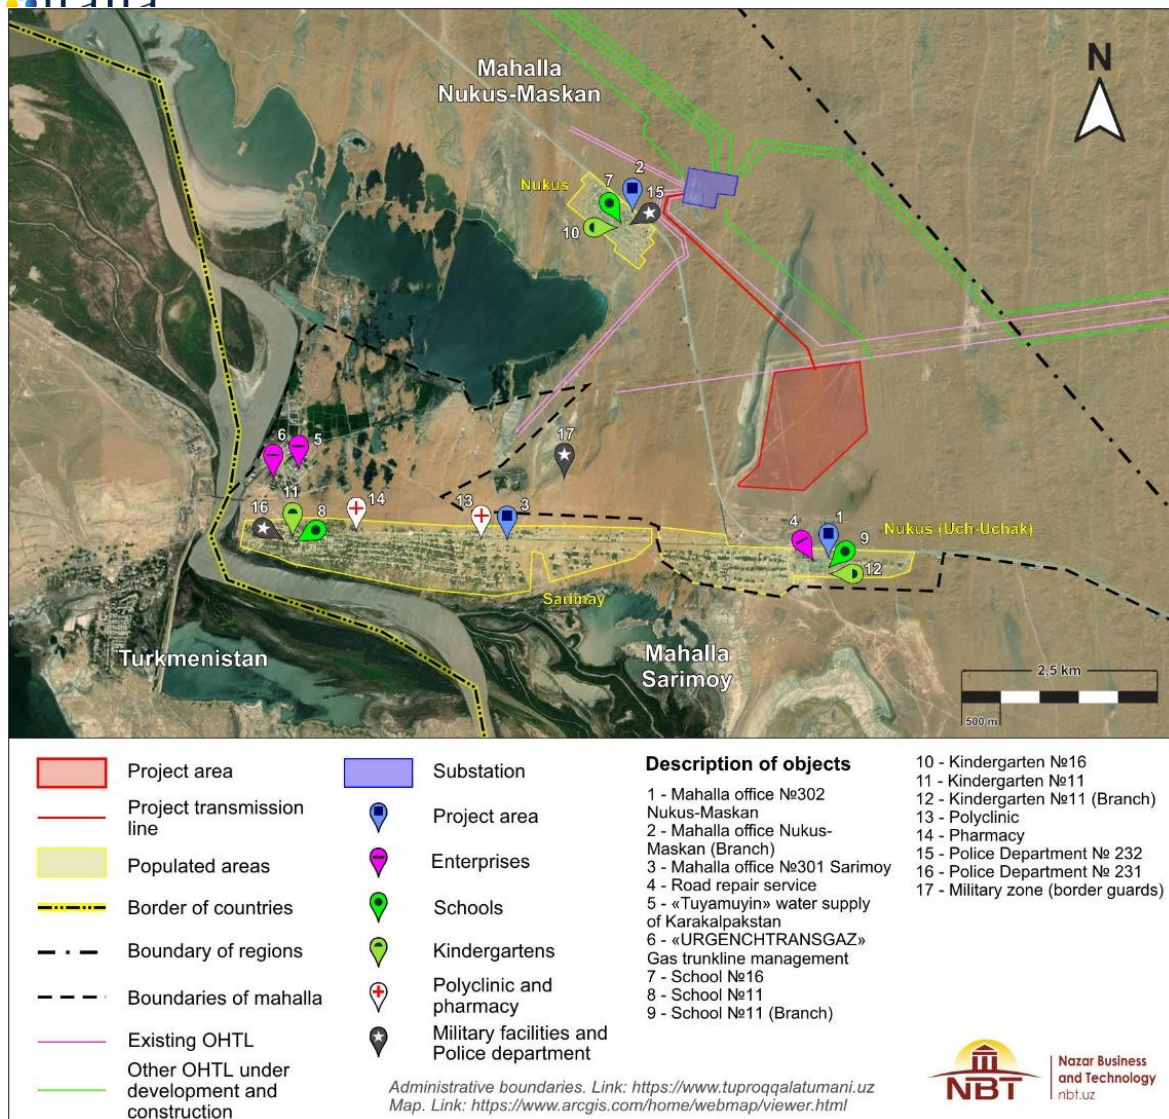 Mahalla
Nukus-Maskan
N
2
7
15
Nukus
10
6
5
17
16
11
8
14
13
3
4
1
9
12
Nukus (Uch-Uchak)
Sarimay
Turkmenistan
Mahalla
Sarimoy
2,5 km
500 m
Project area
Project transmission
line
Populated areas
Border of countries
Boundary of regions
Boundaries of mahalla
Existing OHTL
Other OHTL under
development and
construction
Substation
Project area
Enterprises
Schools
Kindergartens
Polyclinic and
pharmacy
Military facilities and
Police department
Description of objects
1 - Mahalla office №302
Nukus-Maskan
2 - Mahalla office Nukus-
Maskan (Branch)
3 - Mahalla office №301 Sarimoy
4 - Road repair service
5 - «Tuyamuyin» water supply
of Karakalpakstan
6 - «URGENCHTRANSGAZ»
Gas trunkline management
7 - School №16
8 - School №11
9 - School №11 (Branch)
10 - Kindergarten №16
11 - Kindergarten №11
12 - Kindergarten №11 (Branch)
13 - Polyclinic
14 - Pharmacy
15 - Police Department № 232
16 - Police Department № 231
17 - Military zone (border guards)
Administrative boundaries. Link: https://www.tuproqqalatumani.uz
Map. Link: https://www.arcgis.com/home/webmap/viewer.html
NBT
Nazar Business
and Technology
nbt.uz